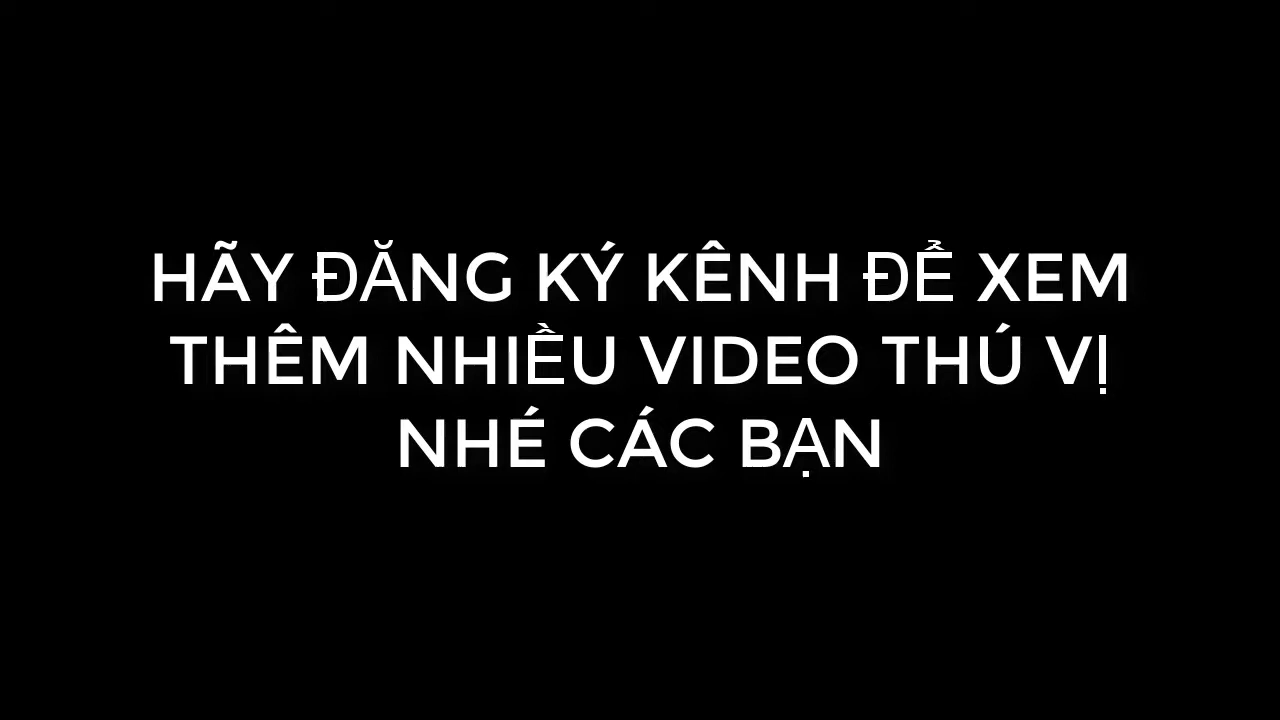 HÃY ĐĂNG KÝ KÊNH ĐỂ XEM
THÊM NHIỀU VIDEO THÚ VỊ
NHÉ CÁC BẠN